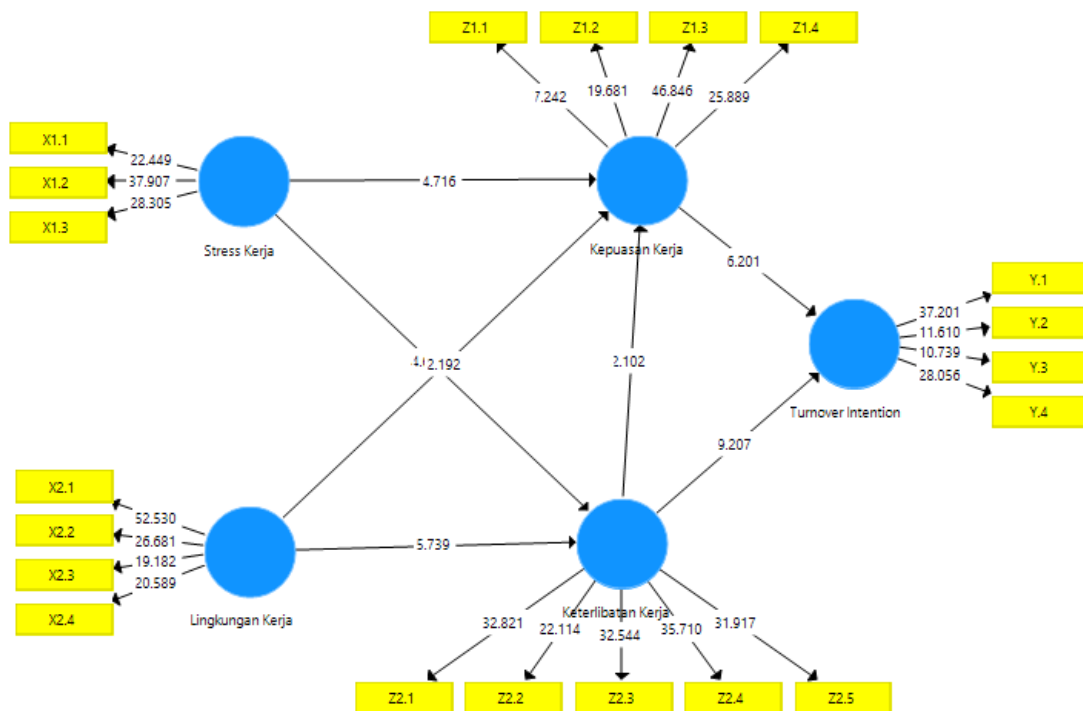 Z1.1 Z1.2 Z1.3 Z1.4
7.242 19.681 46.846 25.889
X1.1
X1.2
X1.3
22.449
37.907
28.305
4.716
Stress Kerja
Kepuasan Kerja
6.201
Y.1
Y.2
Y.3
Y.4
37.201
11.610
10.739
28.056
2.192
2.102
Turnover Intention
9.207
X2.1
X2.2
X2.3
X2.4
52.530
26.681
19.182
20.589
5.739
Lingkungan Kerja
Keterlibatan Kerja
32.821 22.114 32.544 35.710 31.917
Z2.1 Z2.2 Z2.3 Z2.4 Z2.5